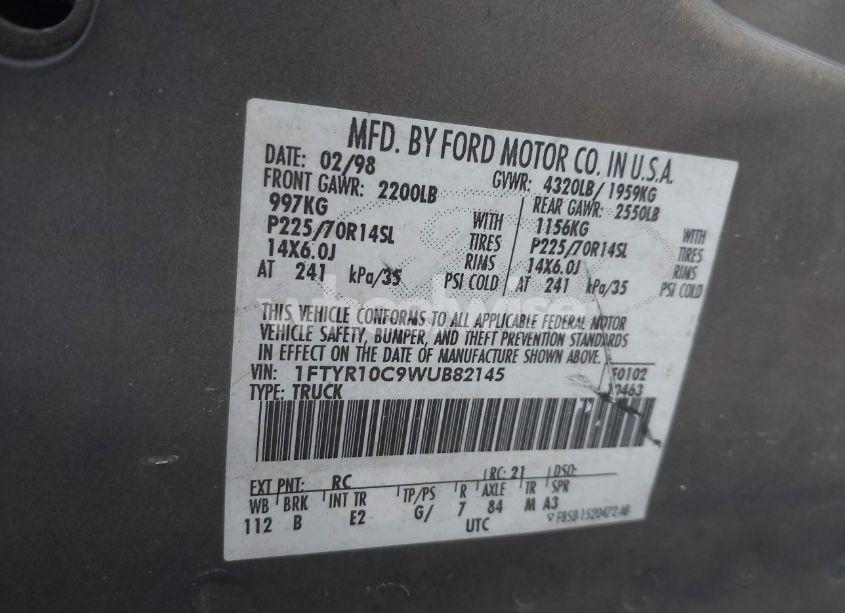 MFD. BY FORD MOTOR CO. IN U.S.A.
DATE: 02/98 GVWR: 4320LB/1959KG
FRONT GAWR: 2200LB REAR GAWR: 2550LB
997KG WITH 1156KG WITH
P225/70R14SL TIRES P225/70R14SL TIRES
14X6.0J RIMS 14X6.0J RIMS
AT 241 kPa/35 PSI COLD AT 241 kPa/35 PSI COLD
THIS VEHICLE CONFORMS TO ALL APPLICABLE FEDERAL MOTOR
VEHICLE SAFETY, BUMPER, AND THEFT PREVENTION STANDARDS
IN EFFECT ON THE DATE OF MANUFACTURE SHOWN ABOVE.
VIN: 1FTYR10C9WUB82145 F0102
TYPE: TRUCK
EXT PNT: RC RC: 21 DSO:
WB BRK INT TR TP/PS R AXLE TR SPR
112 B E2 G/ 7 84 M A3
UTC